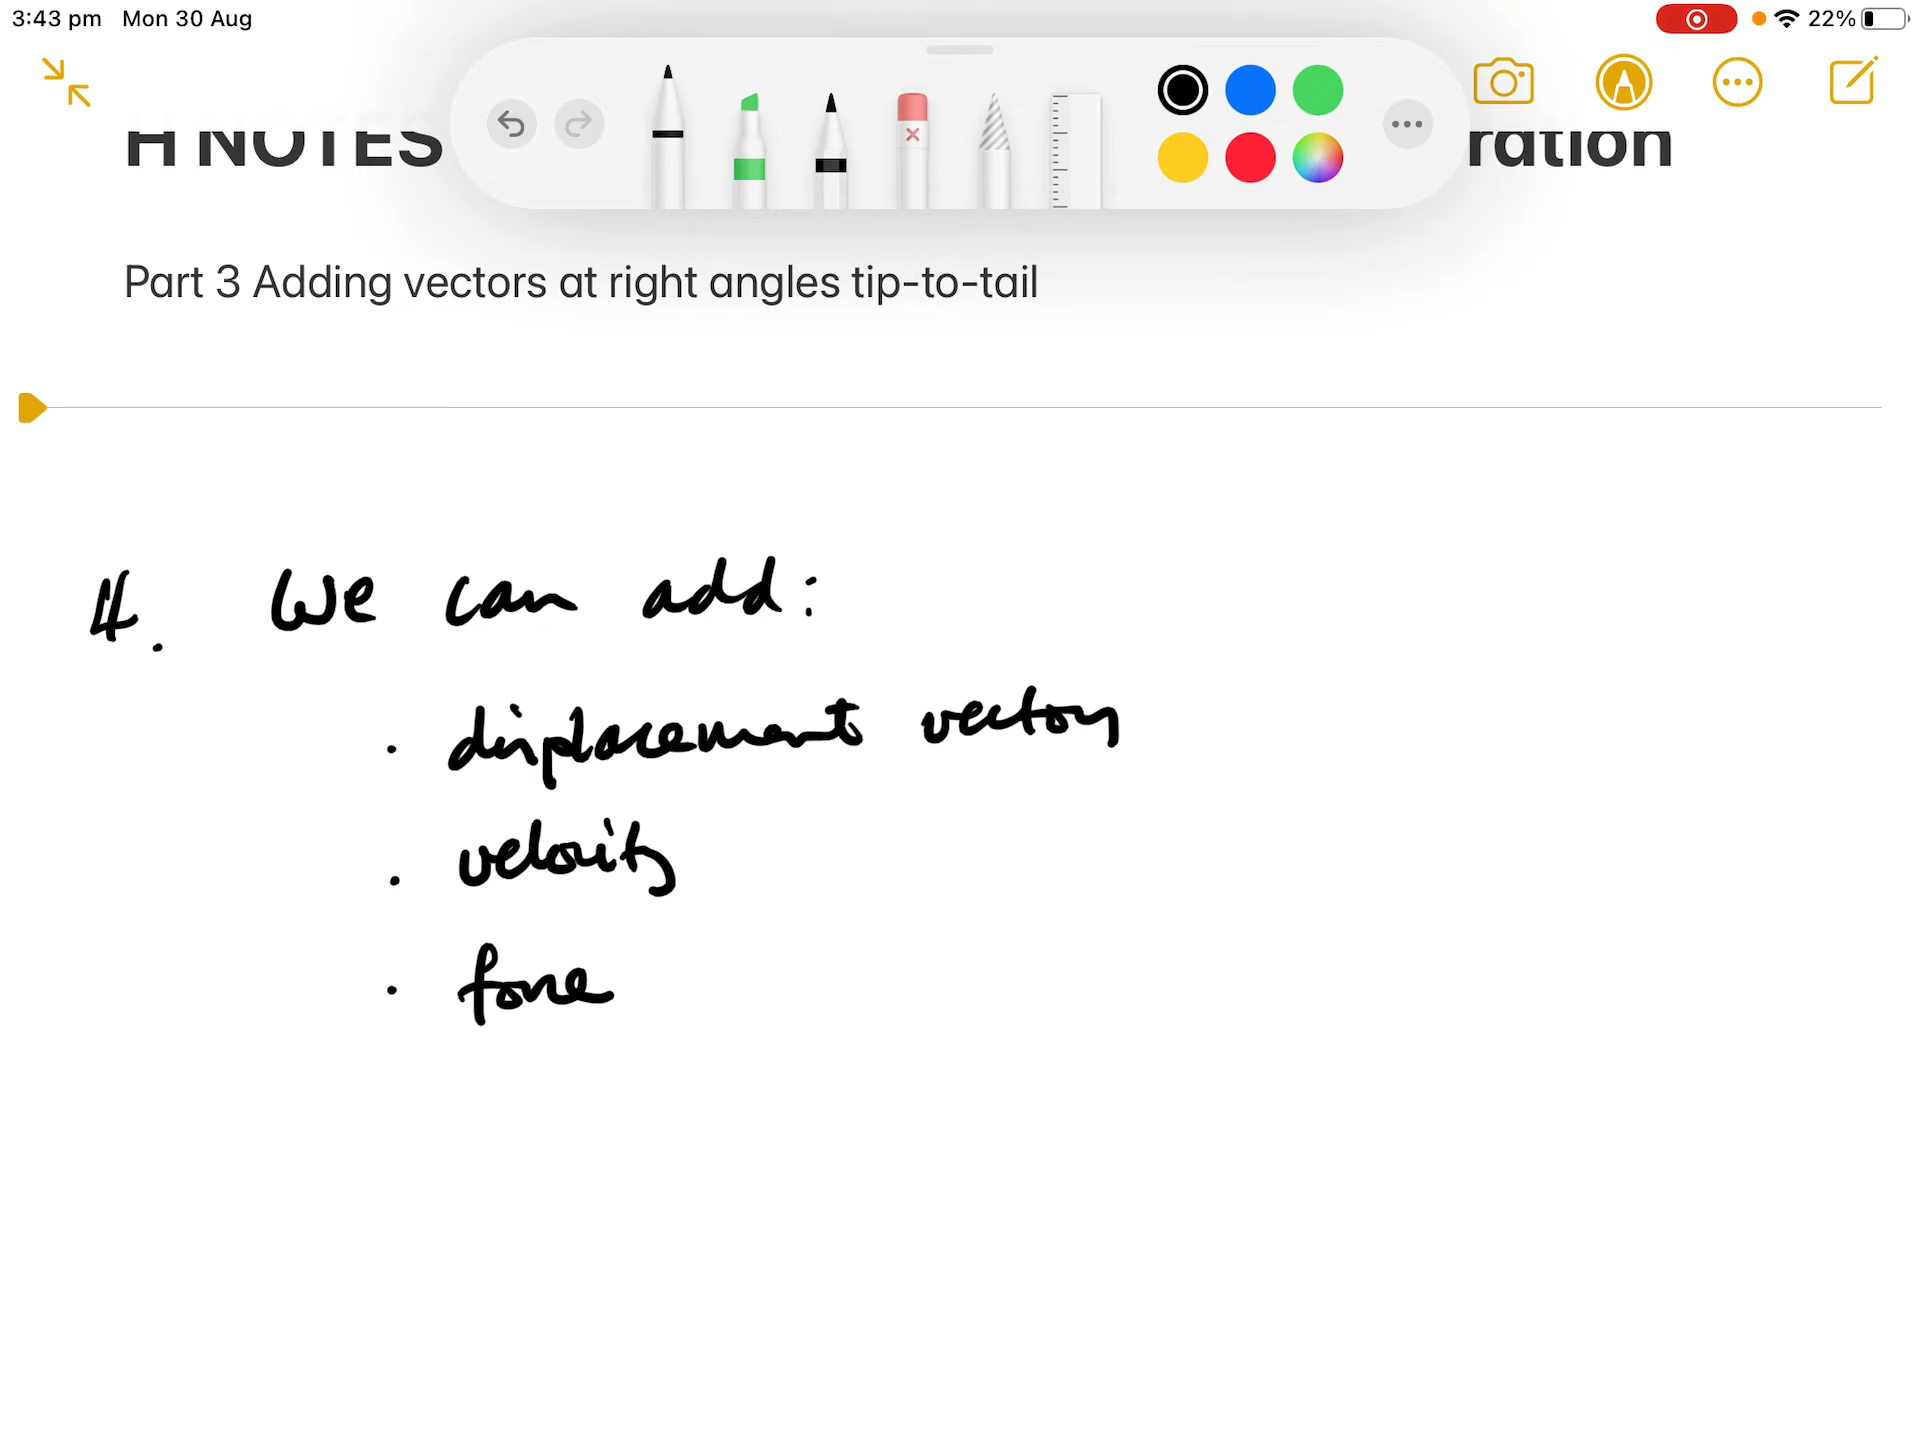 3:43 pm Mon 30 Aug 22%
H NOTES ration
Part 3 Adding vectors at right angles tip-to-tail
4. We can add:
. displacement vectors
. velocity
. force